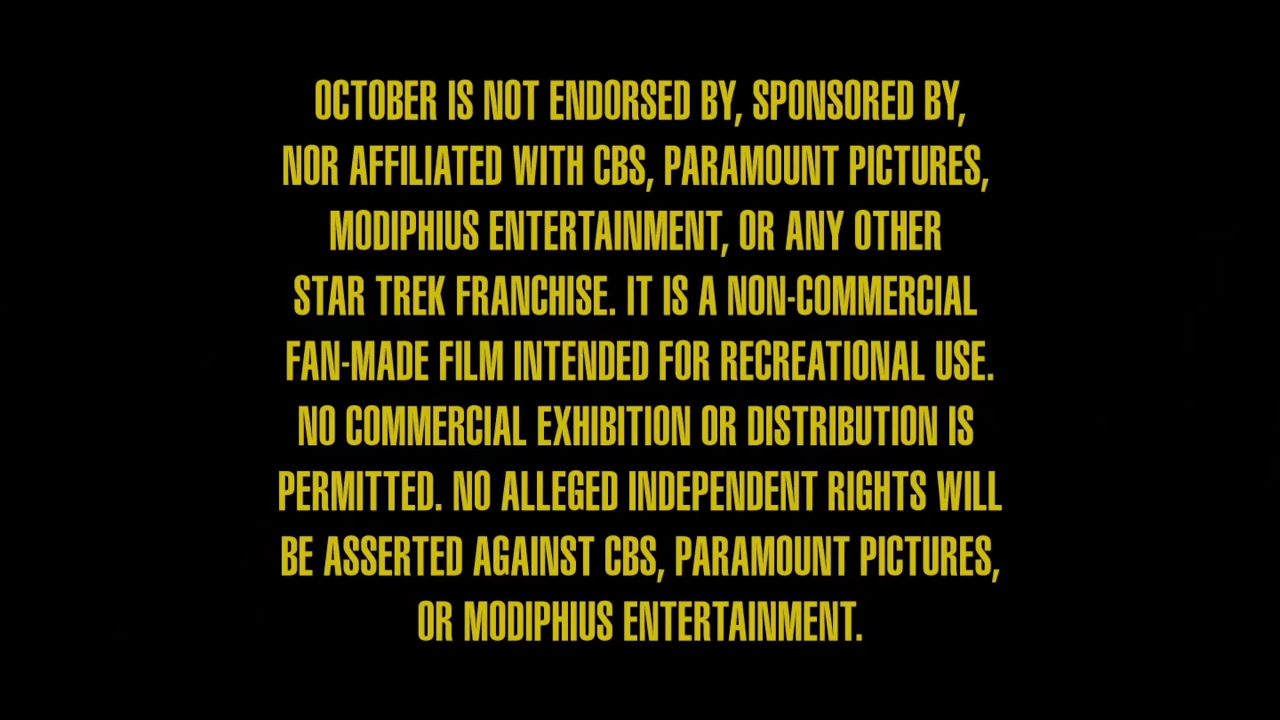 OCTOBER IS NOT ENDORSED BY, SPONSORED BY,
NOR AFFILIATED WITH CBS, PARAMOUNT PICTURES,
MODIPHIUS ENTERTAINMENT, OR ANY OTHER
STAR TREK FRANCHISE. IT IS A NON-COMMERCIAL
FAN-MADE FILM INTENDED FOR RECREATIONAL USE.
NO COMMERCIAL EXHIBITION OR DISTRIBUTION IS
PERMITTED. NO ALLEGED INDEPENDENT RIGHTS WILL
BE ASSERTED AGAINST CBS, PARAMOUNT PICTURES,
OR MODIPHIUS ENTERTAINMENT.